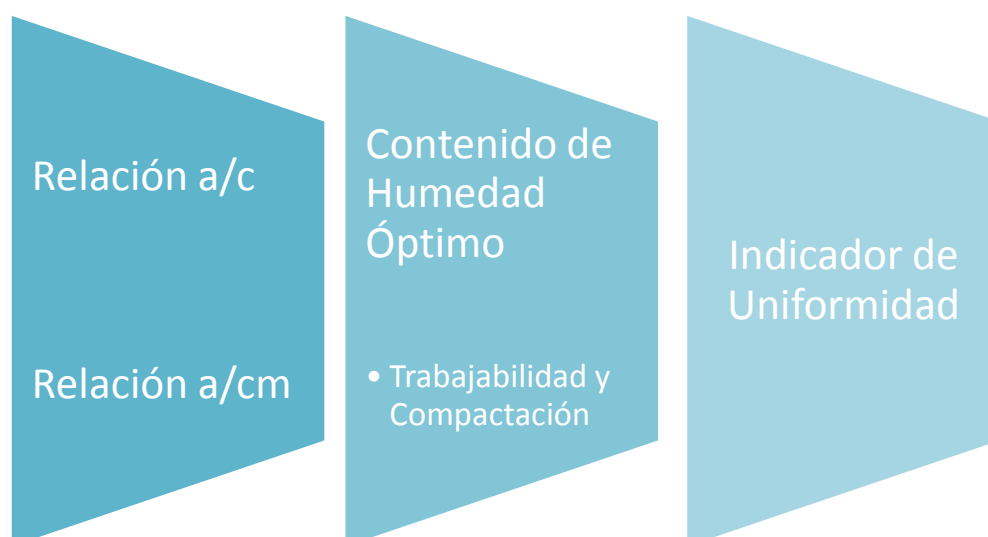 Relación a/c
Relación a/cm
Contenido de
Humedad
Óptimo
• Trabajabilidad y
Compactación
Indicador de
Uniformidad